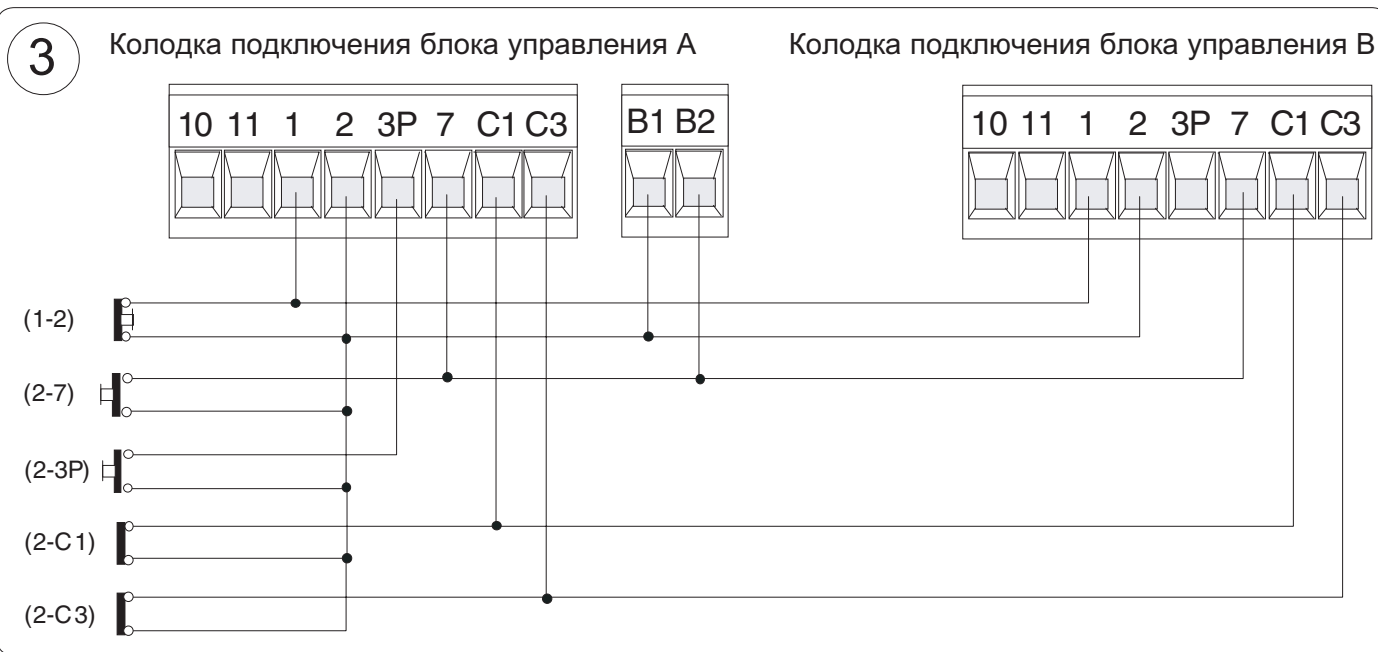 3
Колодка подключения блока управления А
Колодка подключения блока управления В
10 11 1 2 3P 7 C1 C3
B1 B2
10 11 1 2 3P 7 C1 C3
(1-2)
(2-7)
(2-3P)
(2-C1)
(2-C3)